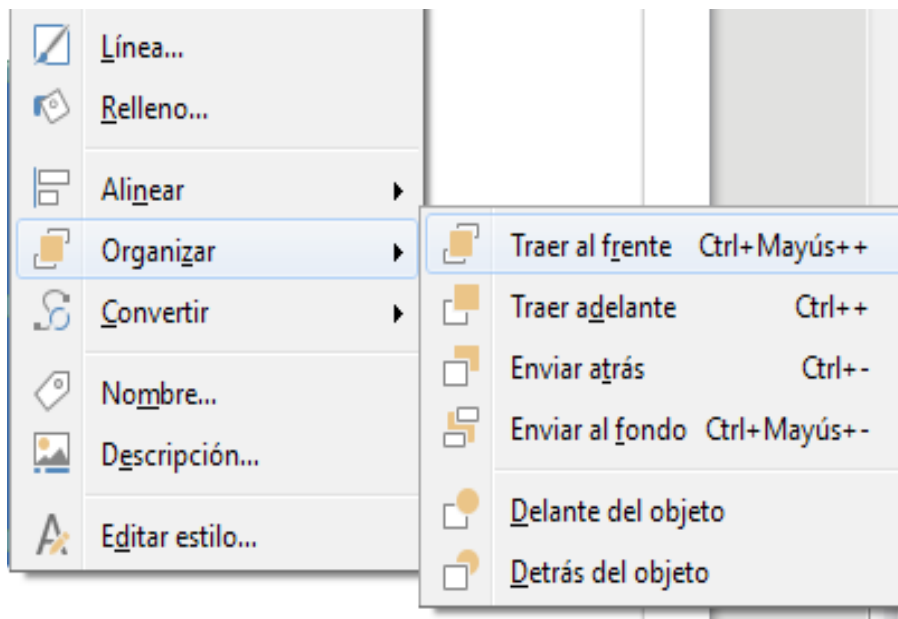 Línea...
Relleno...
Alinear
Organizar
Convertir
Nombre...
Descripción...
Editar estilo...
Traer al frente Ctrl+Mayús++
Traer adelante Ctrl++
Enviar atrás Ctrl+-
Enviar al fondo Ctrl+Mayús+-
Delante del objeto
Detrás del objeto